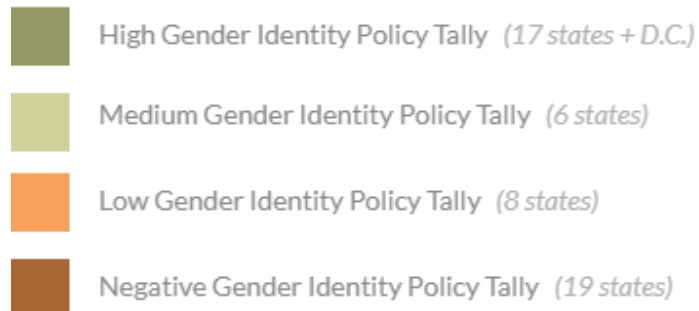 High Gender Identity Policy Tally (17 states + D.C.)
Medium Gender Identity Policy Tally (6 states)
Low Gender Identity Policy Tally (8 states)
Negative Gender Identity Policy Tally (19 states)